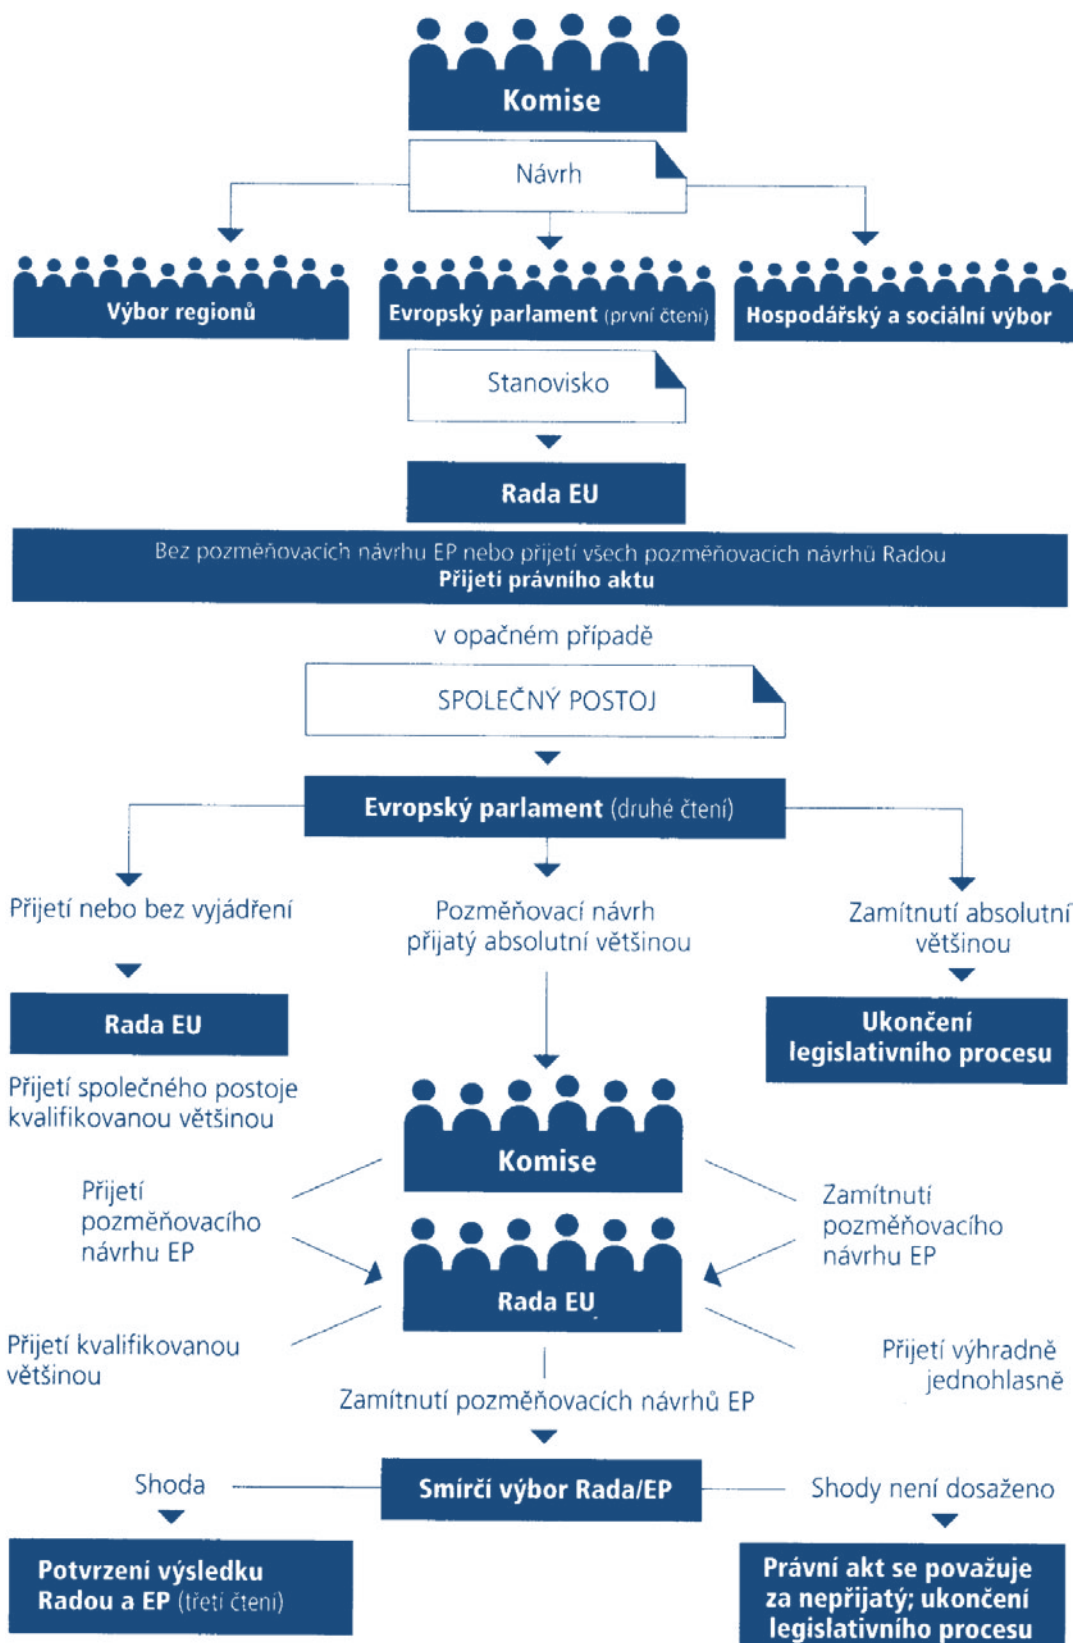 Komise
Návrh
Výbor regionů
Evropský parlament (první čtení)
Hospodářský a sociální výbor
Stanovisko
Rada EU
Bez pozměňovacích návrhu EP nebo přijetí všech pozměňovacích návrhů Radou
Přijetí právního aktu
v opačném případě
SPOLEČNÝ POSTOJ
Evropský parlament (druhé čtení)
Přijetí nebo bez vyjádření
Pozměňovací návrh
přijatý absolutní většinou
Zamítnutí absolutní
většinou
Rada EU
Ukončení
legislativního procesu
Přijetí společného postoje
kvalifikovanou většinou
Komise
Přijetí
pozměňovacího
návrhu EP
Zamítnutí
pozměňovacího
návrhu EP
Rada EU
Přijetí kvalifikovanou
většinou
Přijetí výhradně
jednohlasně
Zamítnutí pozměňovacích návrhů EP
Shoda
Smírčí výbor Rada/EP
Shody není dosaženo
Potvrzení výsledku
Radou a EP (třetí čtení)
Právní akt se považuje
za nepřijatý; ukončení
legislativního procesu